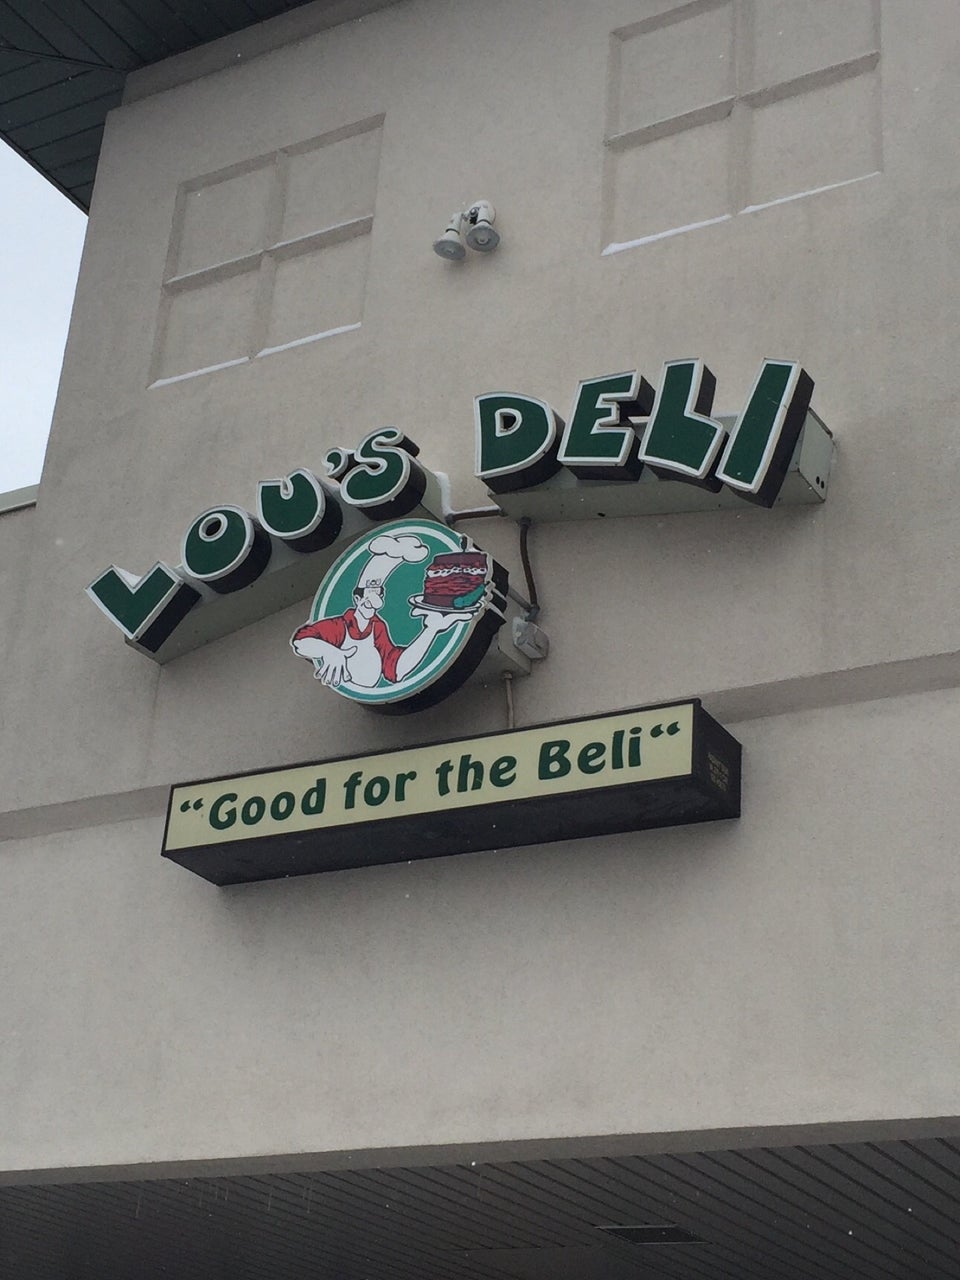 LOU'S DELI
“Good for the Beli“